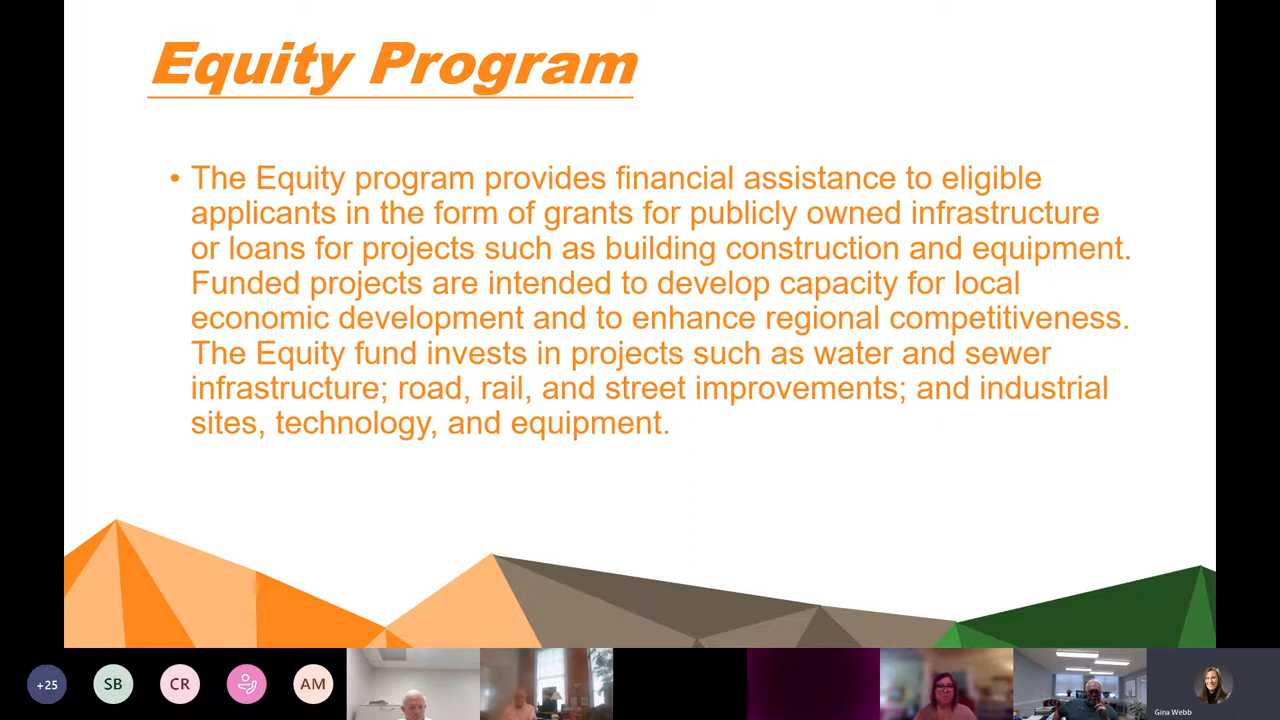 Equity Program
• The Equity program provides financial assistance to eligible
applicants in the form of grants for publicly owned infrastructure
or loans for projects such as building construction and equipment.
Funded projects are intended to develop capacity for local
economic development and to enhance regional competitiveness.
The Equity fund invests in projects such as water and sewer
infrastructure; road, rail, and street improvements; and industrial
sites, technology, and equipment.
+25
SB
CR
AM
Gina Webb